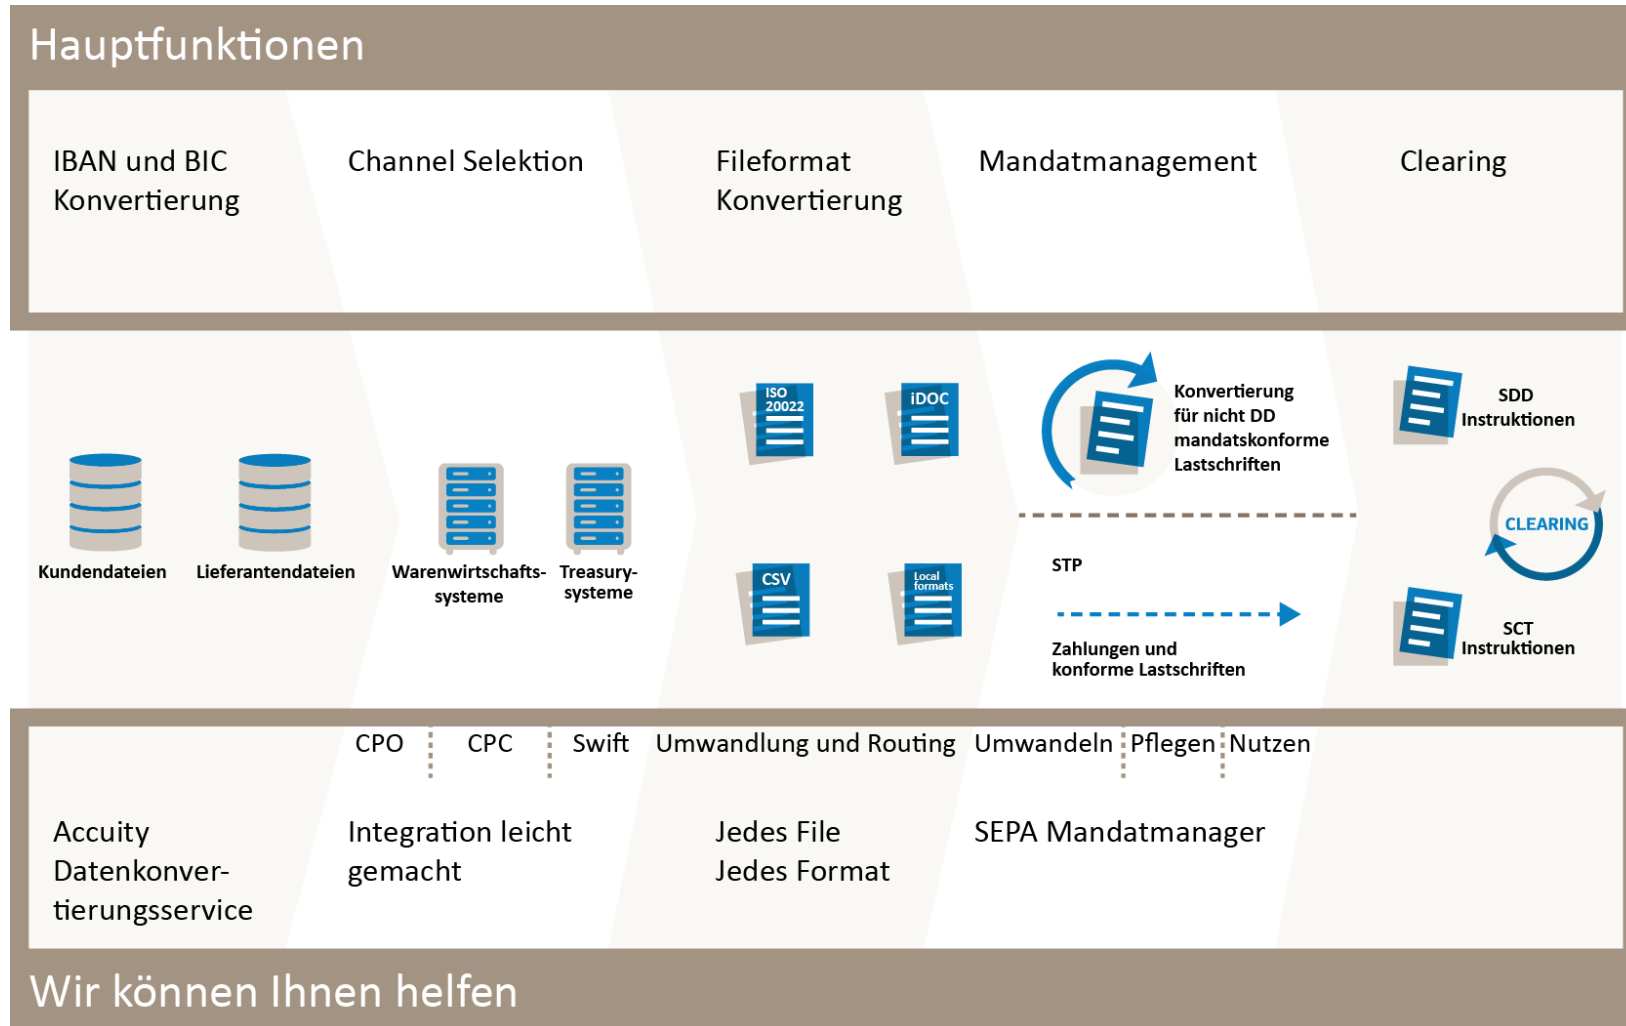 Hauptfunktionen
IBAN und BIC
Konvertierung
Channel Selektion
Fileformat
Konvertierung
Mandatmanagement
Clearing
Kundendateien
Lieferantendateien
Warenwirtschafts-
systeme
Treasury-
systeme
ISO
20022
iDOC
CSV
Local
formats
Konvertierung
für nicht DD
mandatskonforme
Lastschriften
STP
Zahlungen und
konforme Lastschriften
SDD
Instruktionen
CLEARING
SCT
Instruktionen
CPO
CPC
Swift
Umwandlung und Routing
Umwandeln
Pflegen
Nutzen
Accuity
Datenkonver-
tierungsservice
Integration leicht
gemacht
Jedes File
Jedes Format
SEPA Mandatmanager
Wir können Ihnen helfen